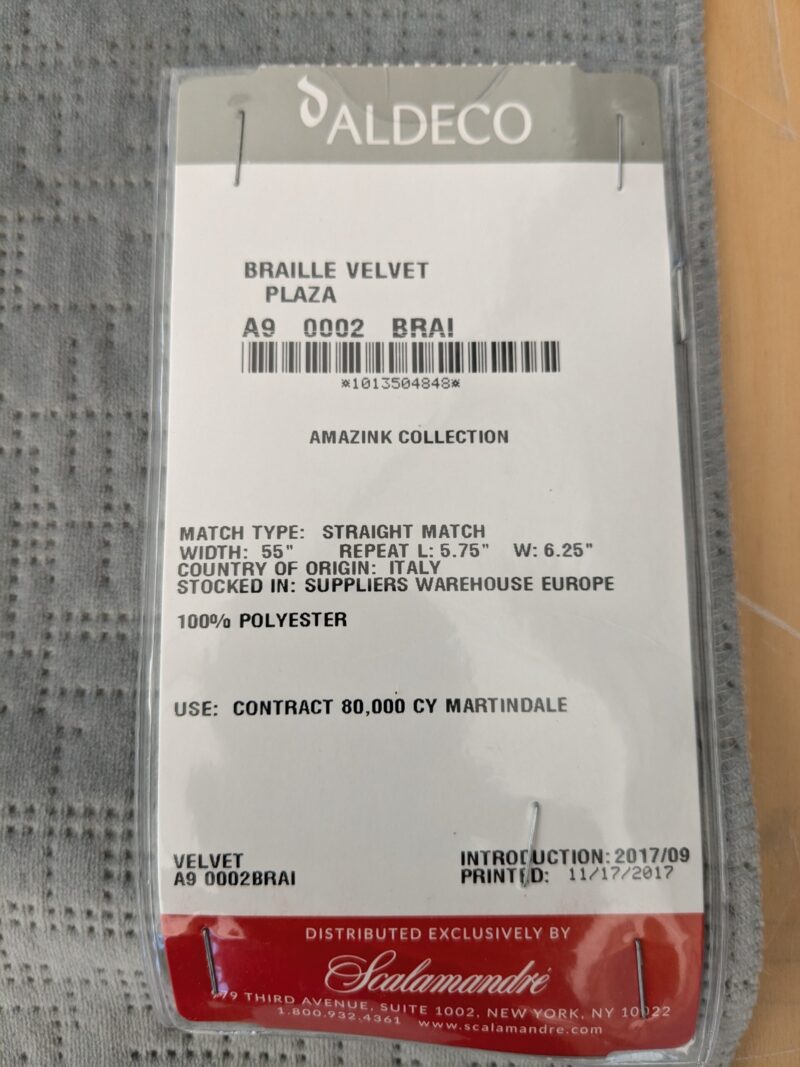 ALDECO
BRAILLE VELVET
PLAZA
A9 0002 BRAI
*1013504848*
AMAZINK COLLECTION
MATCH TYPE: STRAIGHT MATCH
WIDTH: 55" REPEAT L: 5.75" W: 6.25"
COUNTRY OF ORIGIN: ITALY
STOCKED IN: SUPPLIERS WAREHOUSE EUROPE
100% POLYESTER
USE: CONTRACT 80,000 CY MARTINDALE
VELVET INTRODUCTION: 2017/09
A9 0002BRAI PRINTED: 11/17/2017
DISTRIBUTED EXCLUSIVELY BY
Scalamandré
79 THIRD AVENUE, SUITE 1002, NEW YORK, NY 10022
1.800.932.4361 www.scalamandre.com